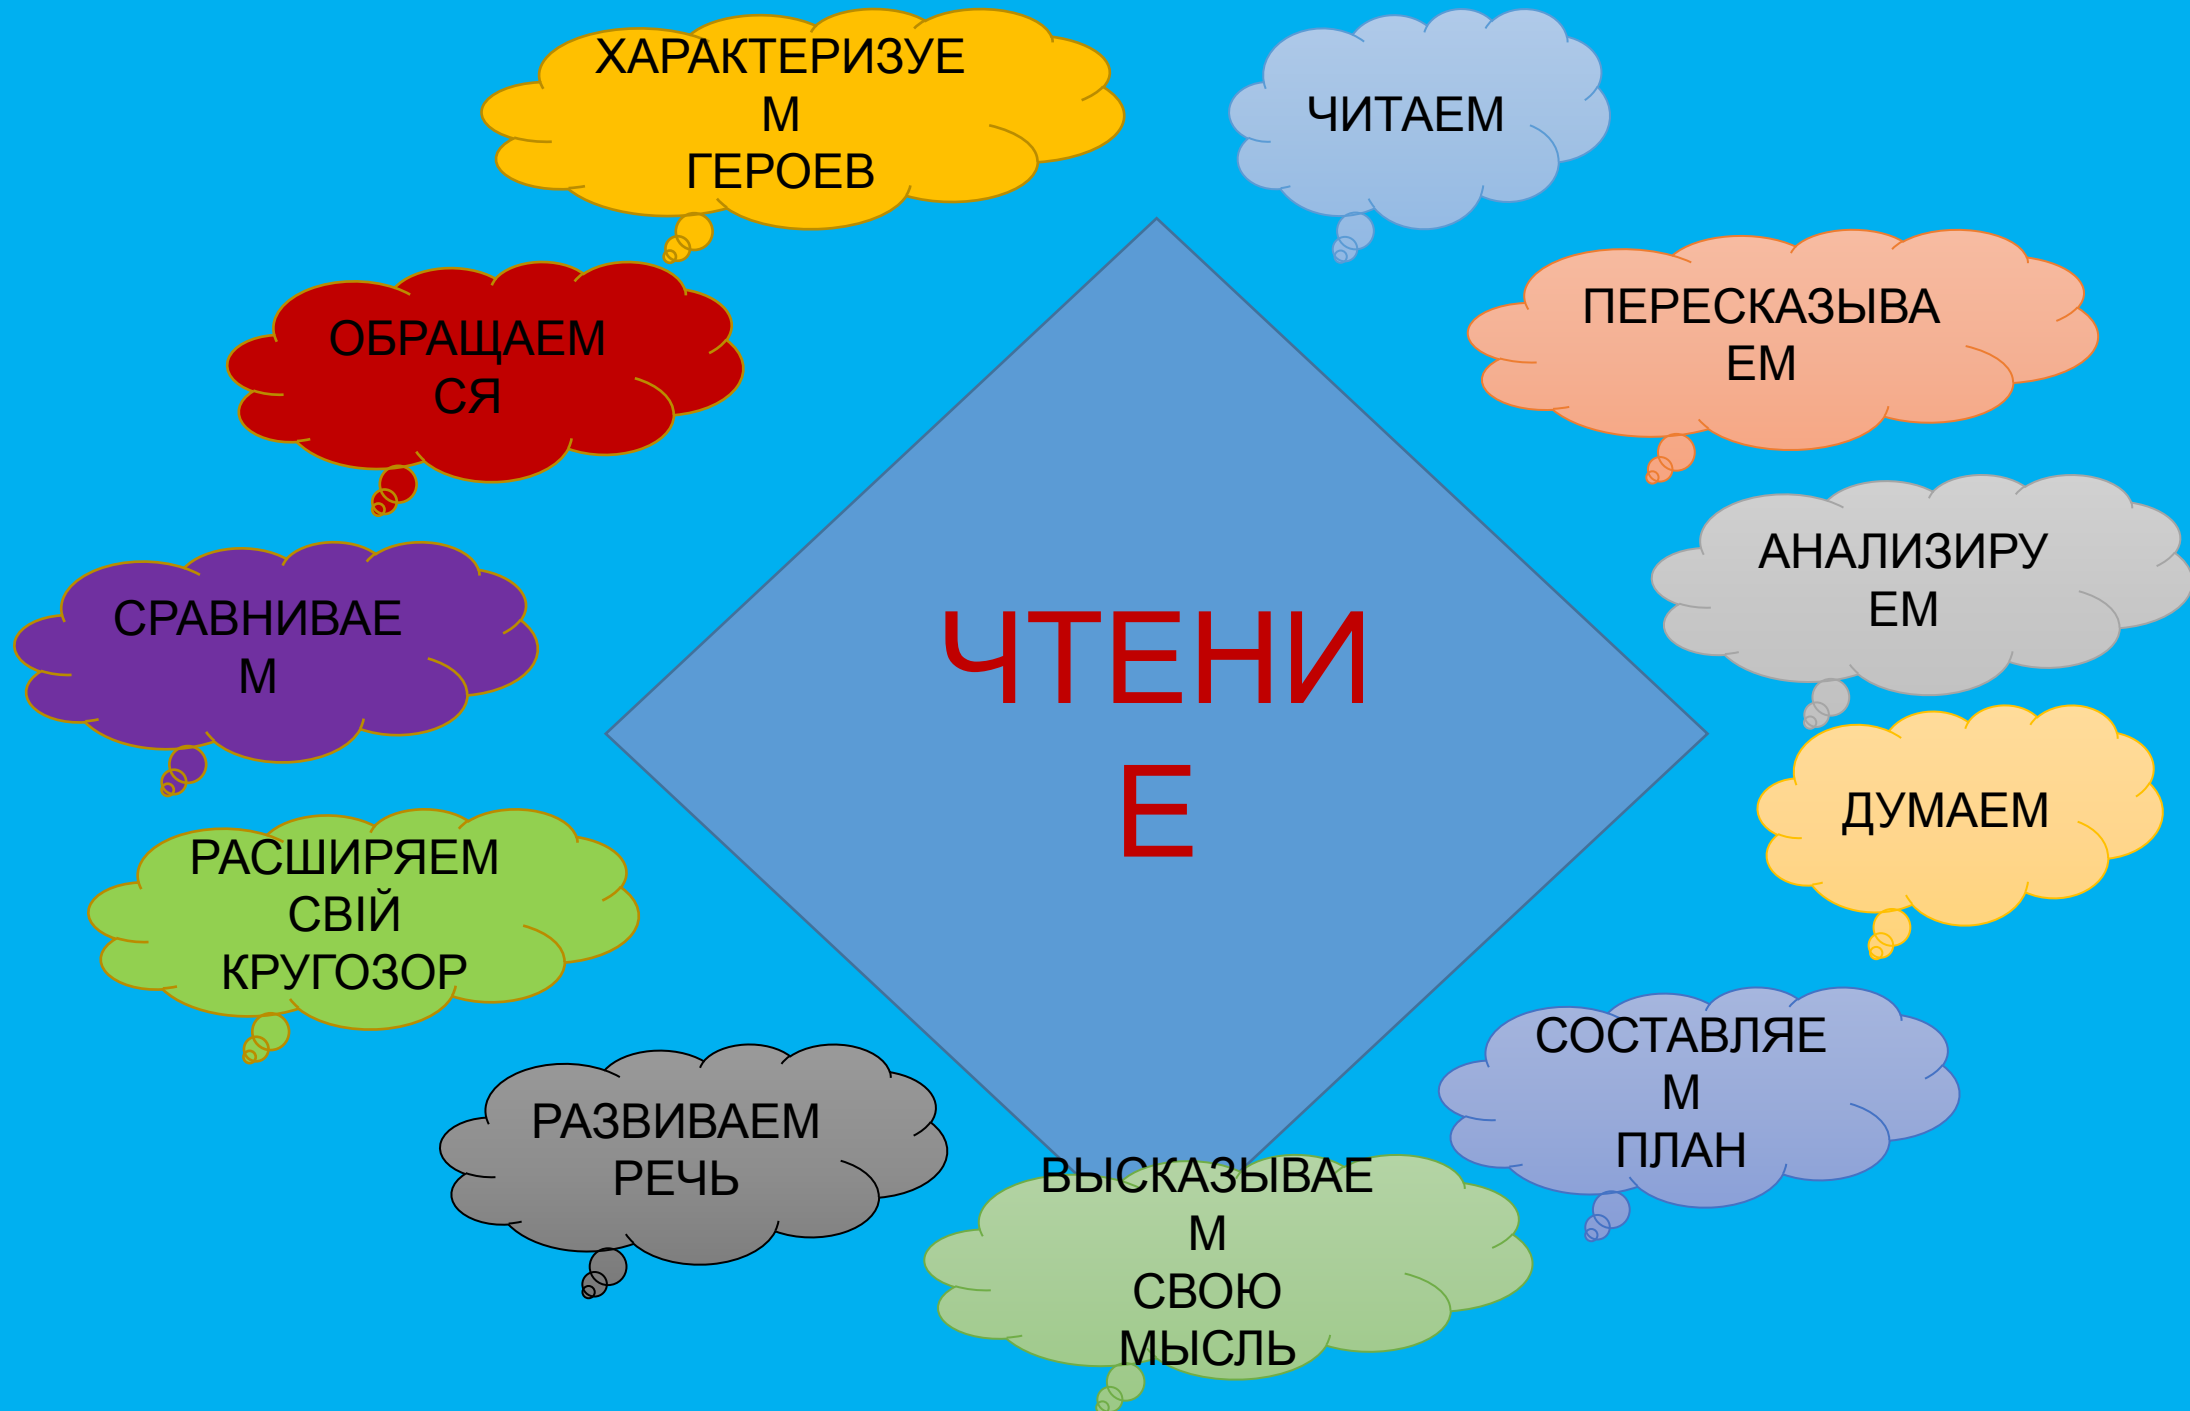 ХАРАКТЕРИЗУЕ
М
ГЕРОЕВ
ЧИТАЕМ
ПЕРЕСКАЗЫВА
ЕМ
ОБРАЩАЕМ
СЯ
АНАЛИЗИРУ
ЕМ
СРАВНИВАЕ
М
ЧТЕНИ
Е
ДУМАЕМ
РАСШИРЯЕМ
СВІЙ
КРУГОЗОР
СОСТАВЛЯЕ
М
ПЛАН
РАЗВИВАЕМ
РЕЧЬ
ВЫСКАЗЫВАЕ
М
СВОЮ
МЫСЛЬ